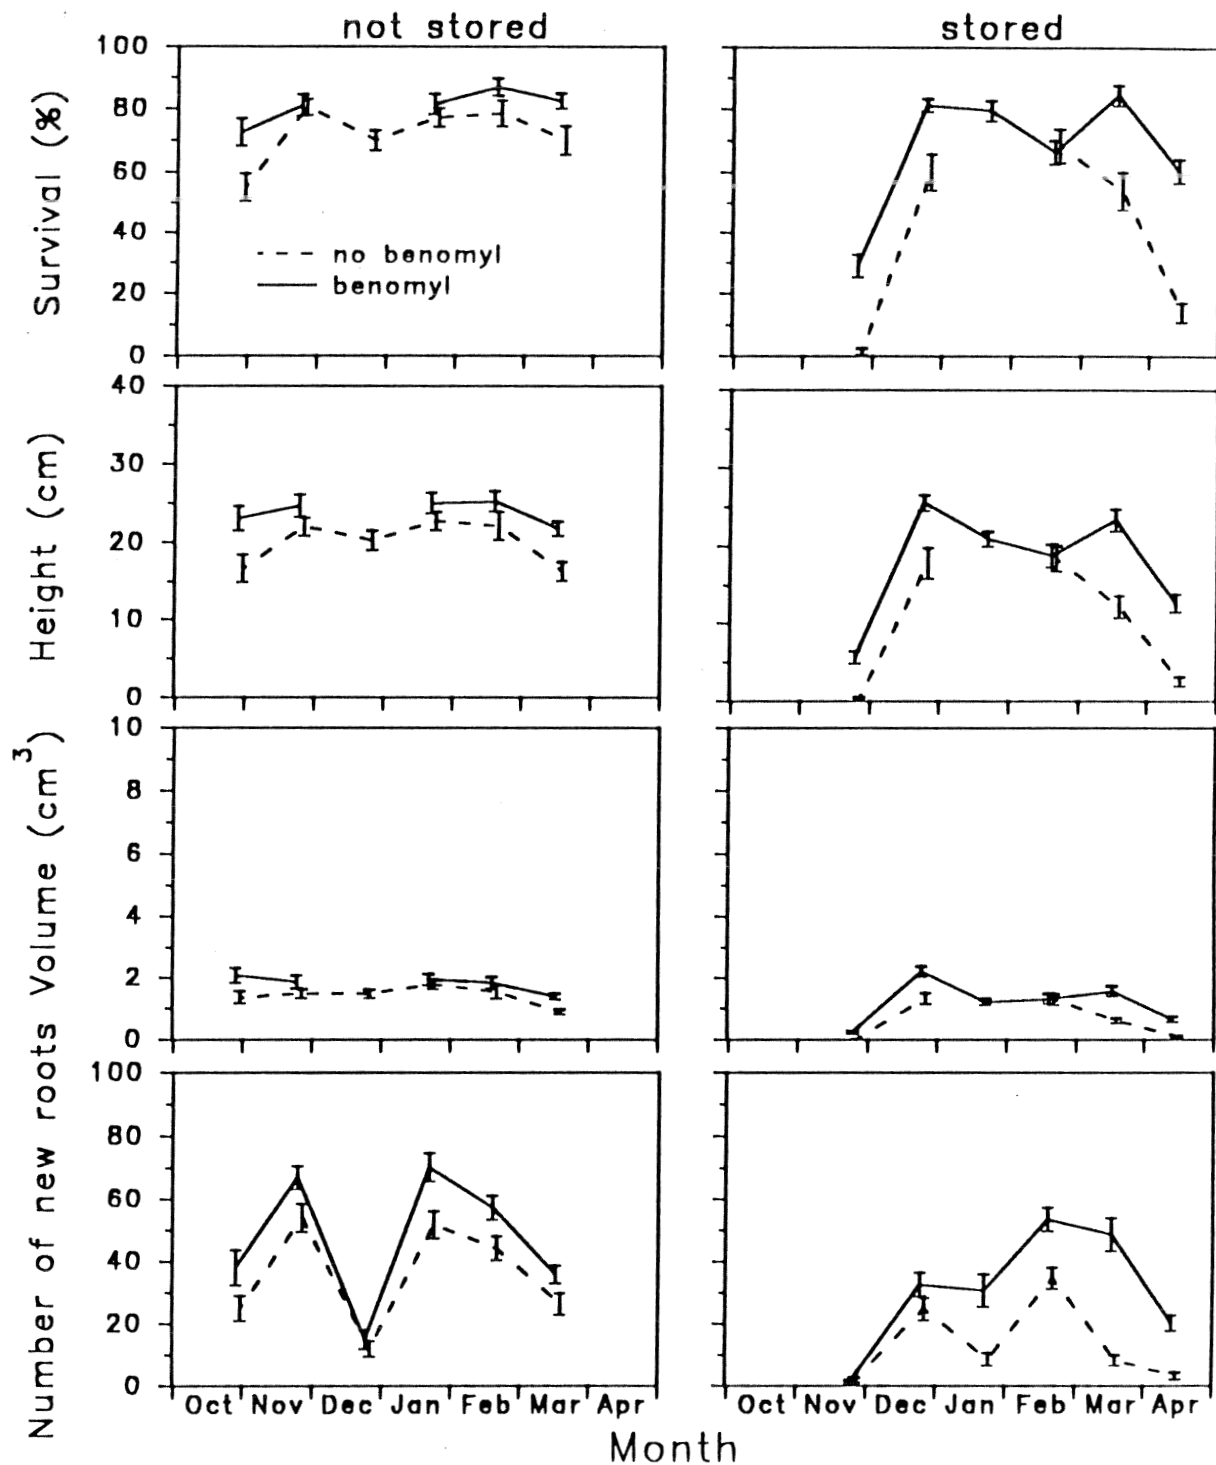 not stored
stored
Survival (%)
100
80
60
40
20
0
no benomyl
benomyl
Height (cm)
40
30
20
10
0
Volume (cm³)
10
8
6
4
2
0
Number of new roots
100
80
60
40
20
0
Oct Nov Dec Jan Feb Mar Apr
Oct Nov Dec Jan Feb Mar Apr
Month